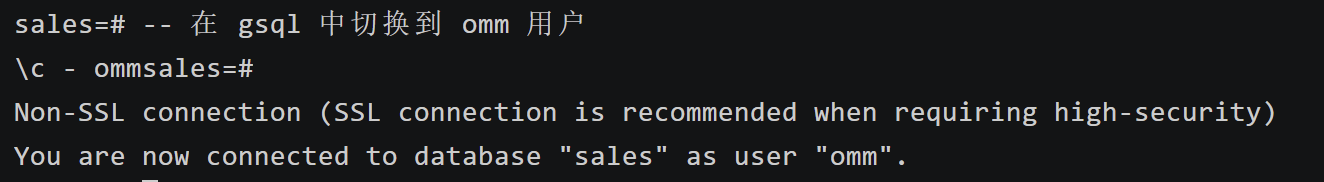 sales=# -- 在 gsql 中切换到 omm 用户
\c - ommsales=#
Non-SSL connection (SSL connection is recommended when requiring high-security)
You are now connected to database "sales" as user "omm".